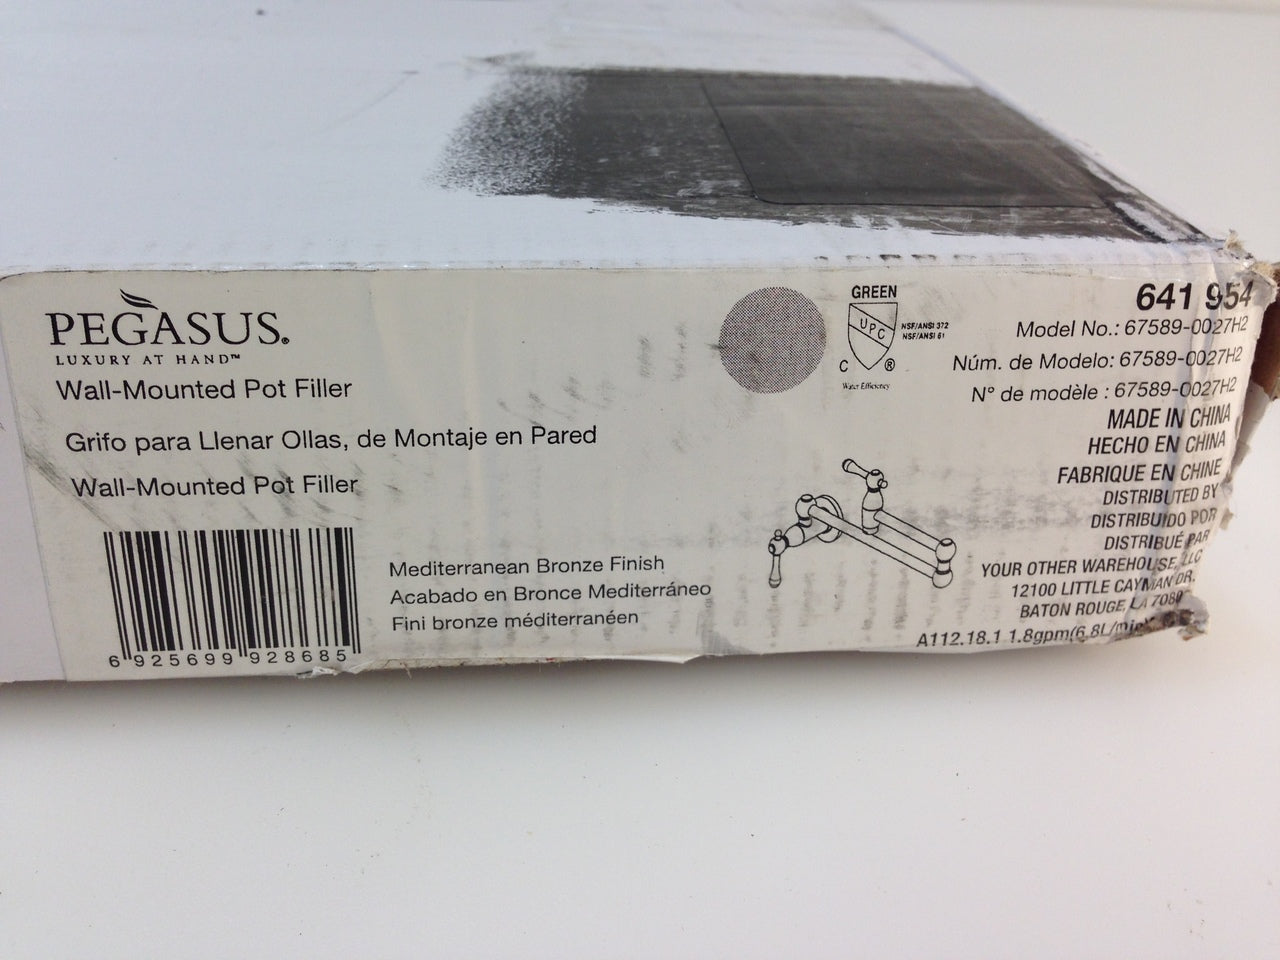 PEGASUS®
LUXURY AT HAND™
Wall-Mounted Pot Filler
Grifo para Llenar Ollas, de Montaje en Pared
Wall-Mounted Pot Filler
6 925699 928685
Mediterranean Bronze Finish
Acabado en Bronce Mediterráneo
Fini bronze méditerranéen
GREEN
UPC
C ®
Water Efficiency
NSF/ANSI 372
NSF/ANSI 61
641 954
Model No.: 67589-0027H2
Núm. de Modelo: 67589-0027H2
N° de modèle : 67589-0027H2
MADE IN CHINA
HECHO EN CHINA
FABRIQUE EN CHINE
DISTRIBUTED BY
DISTRIBUIDO POR
DISTRIBUÉ PAR
YOUR OTHER WAREHOUSE, LLC
12100 LITTLE CAYMAN DR.
BATON ROUGE, LA
A112.18.1 1.8gpm(6.8L/min